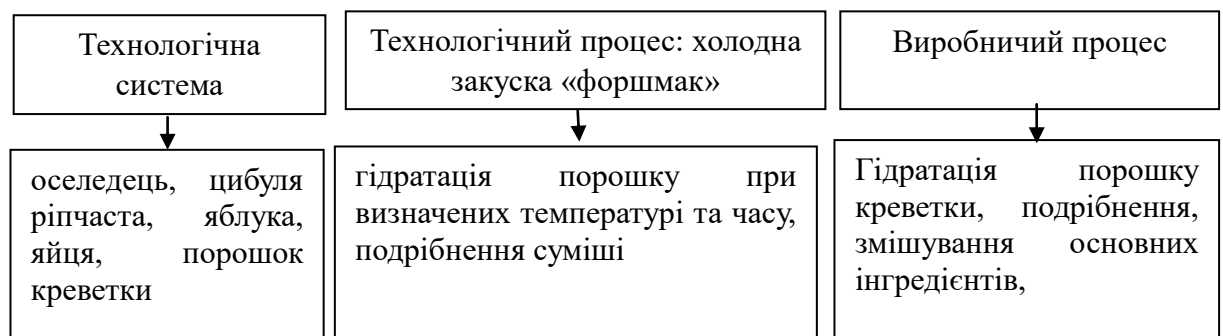 Технологічна
система
Технологічний процес: холодна
закуска «форшмак»
Виробничий процес
оселедець, цибуля
ріпчаста, яблука,
яйця, порошок
креветки
гідратація порошку при
визначених температурі та часу,
подрібнення суміші
Гідратація порошку
креветки, подрібнення,
змішування основних
інгредієнтів,